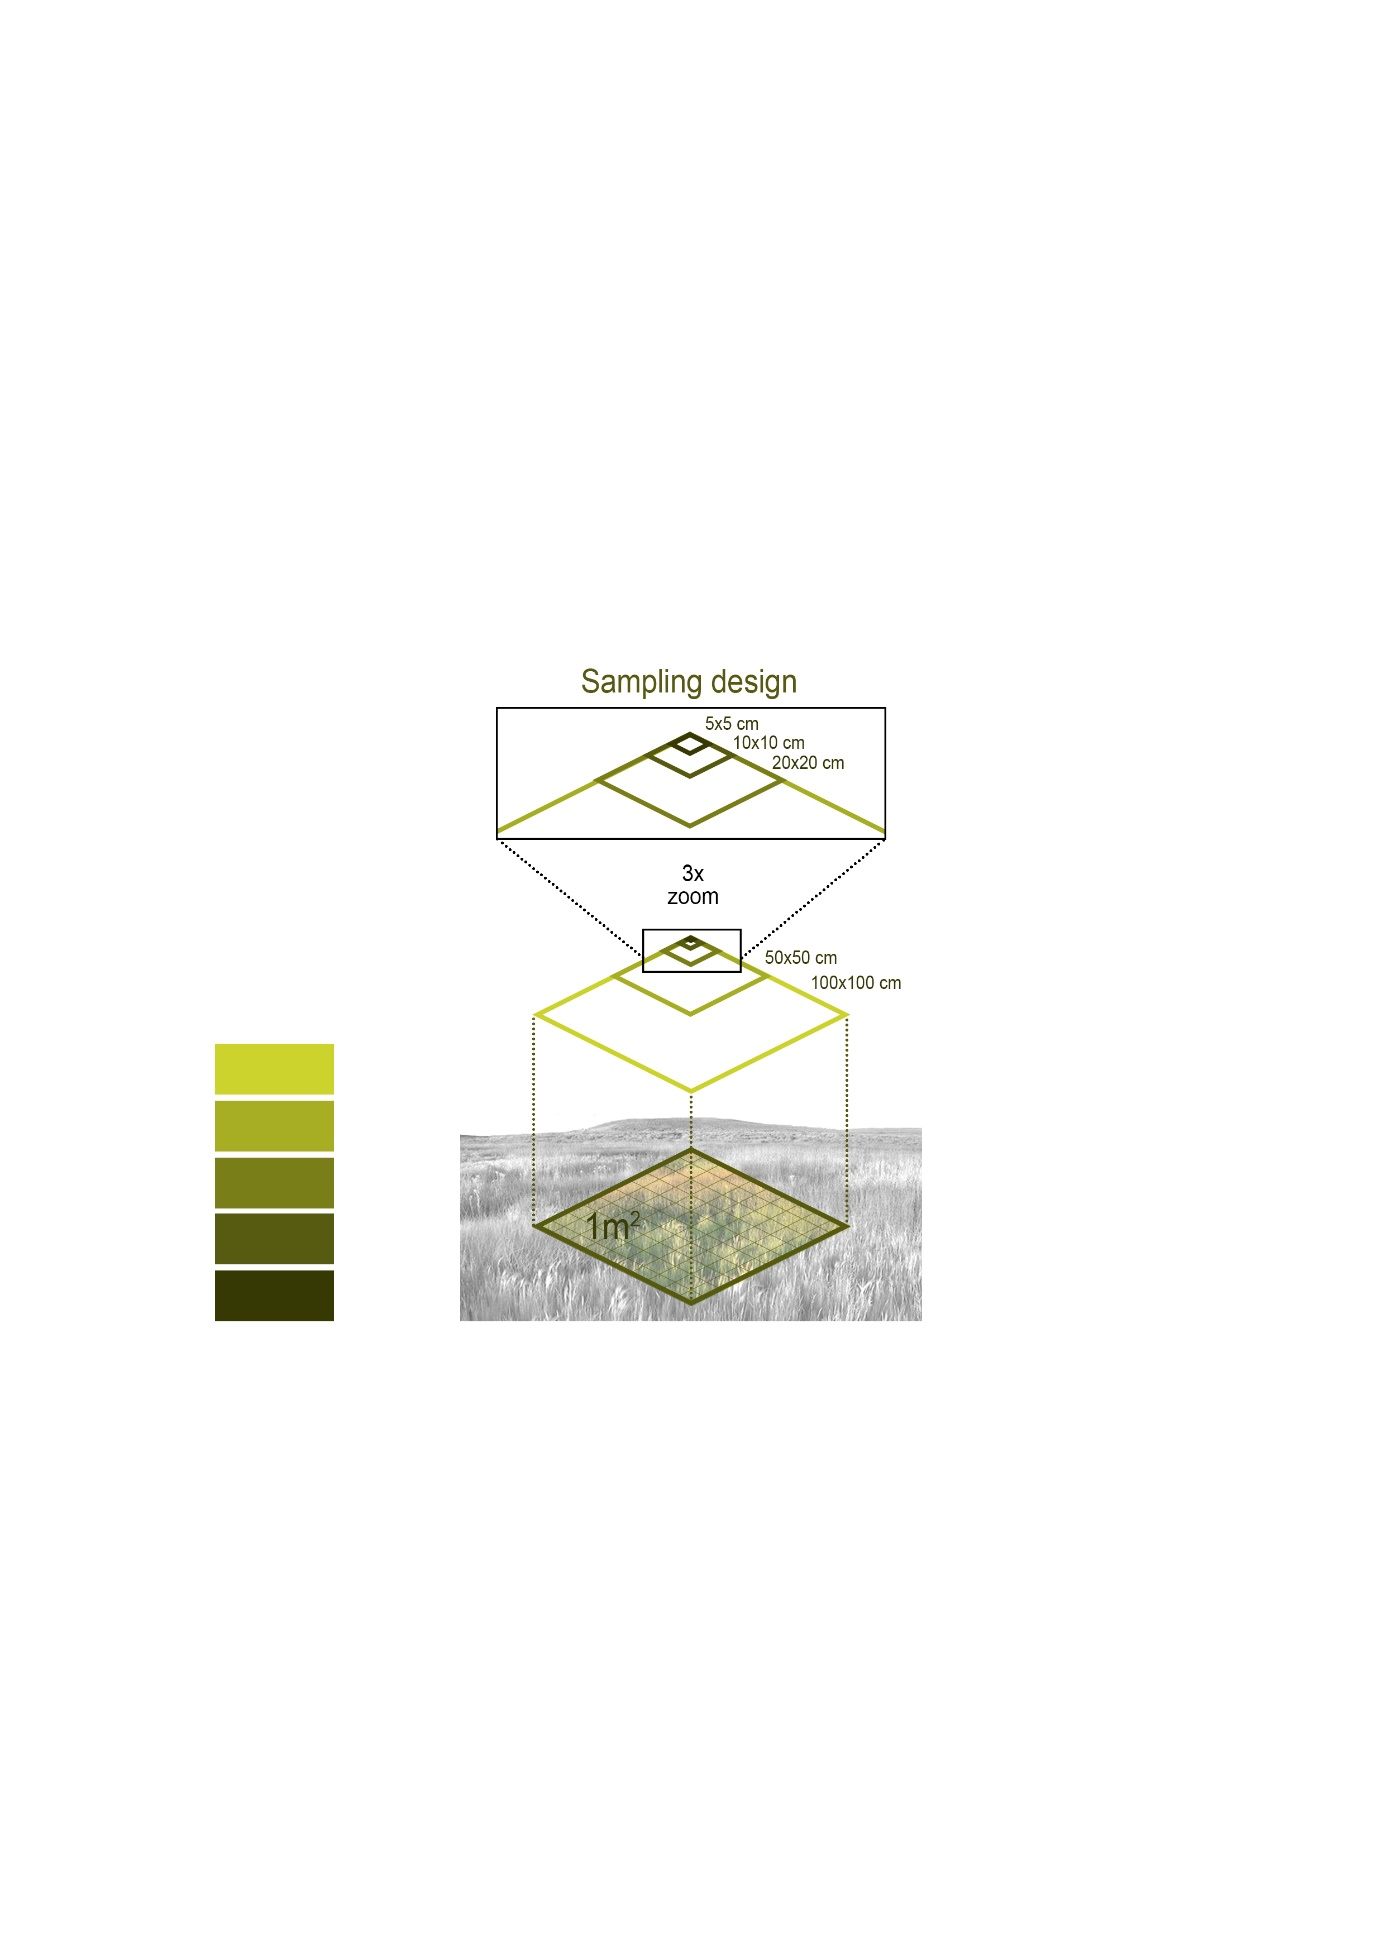 Sampling design
5x5 cm
10x10 cm
20x20 cm
3x
zoom
50x50 cm
100x100 cm
1m²